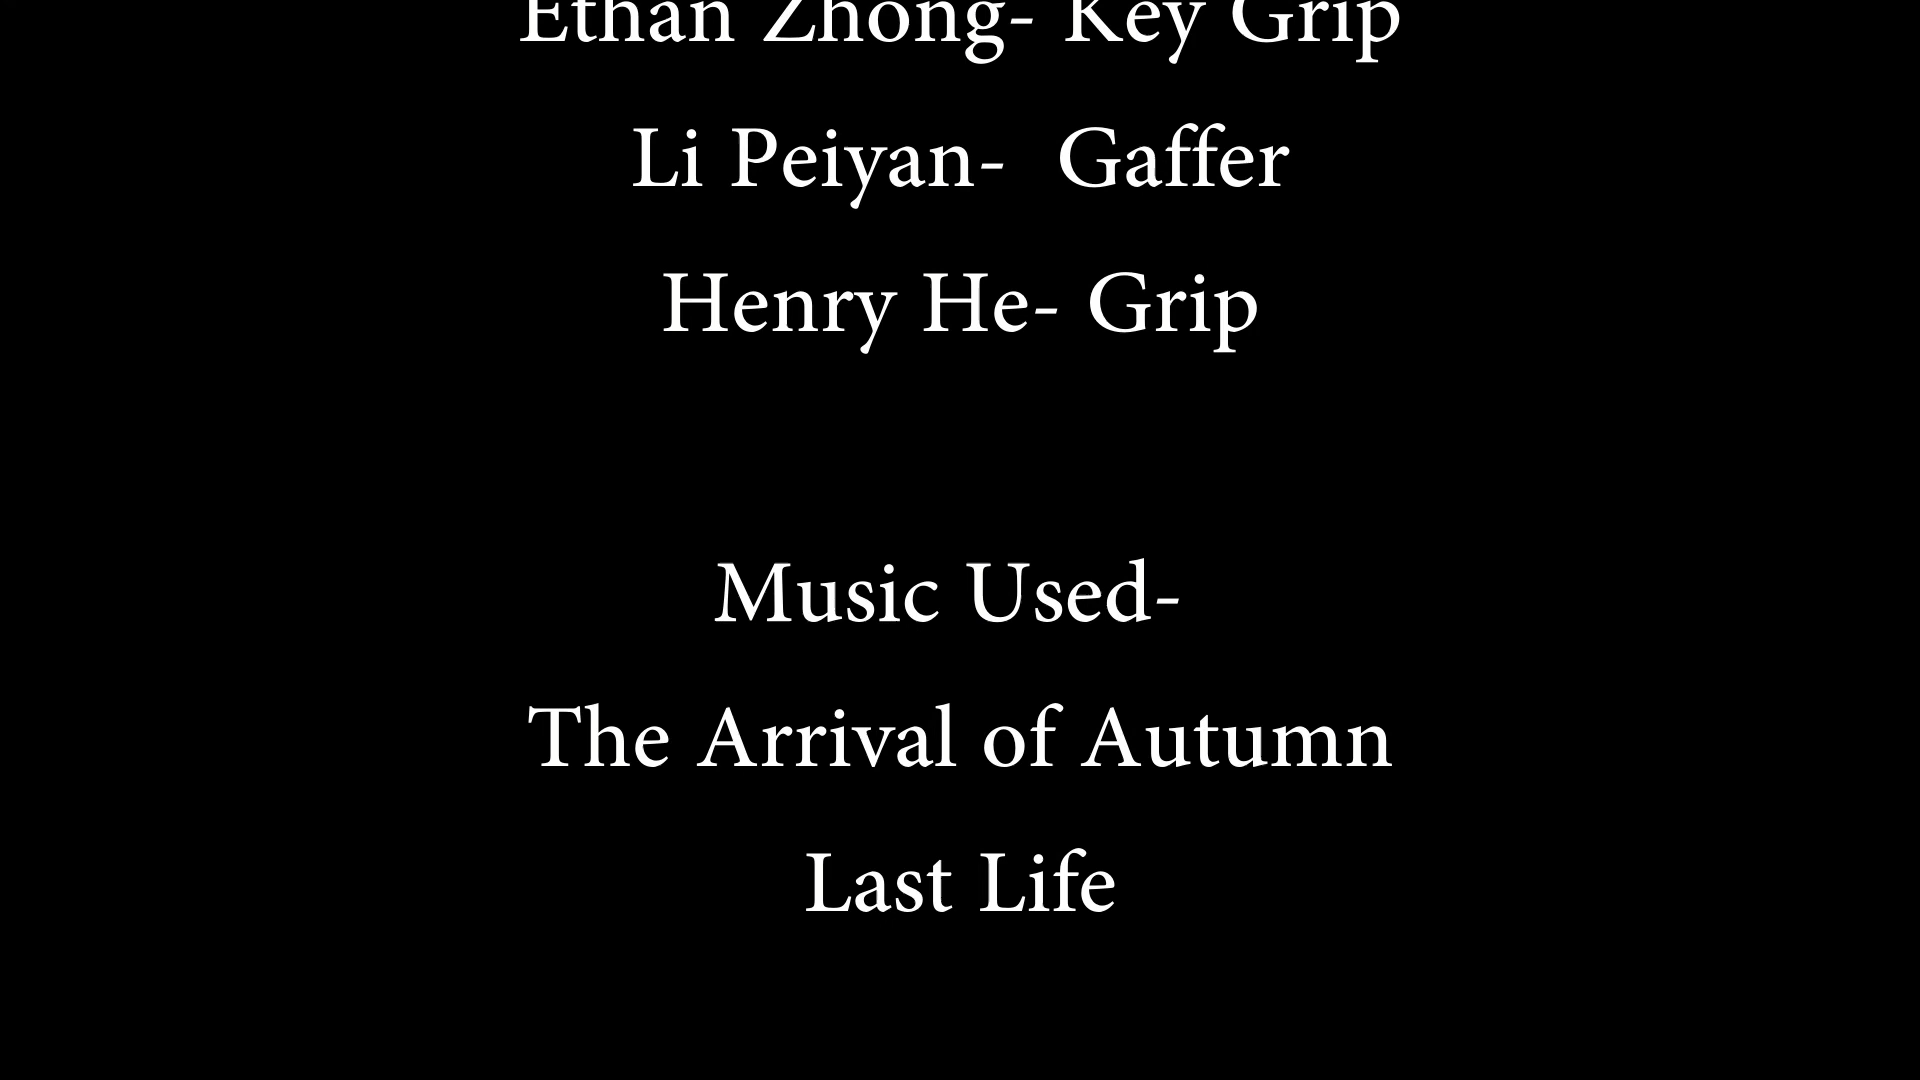 Ethan Zhong- Key Grip
Li Peiyan-  Gaffer
Henry He- Grip
Music Used-
The Arrival of Autumn
Last Life